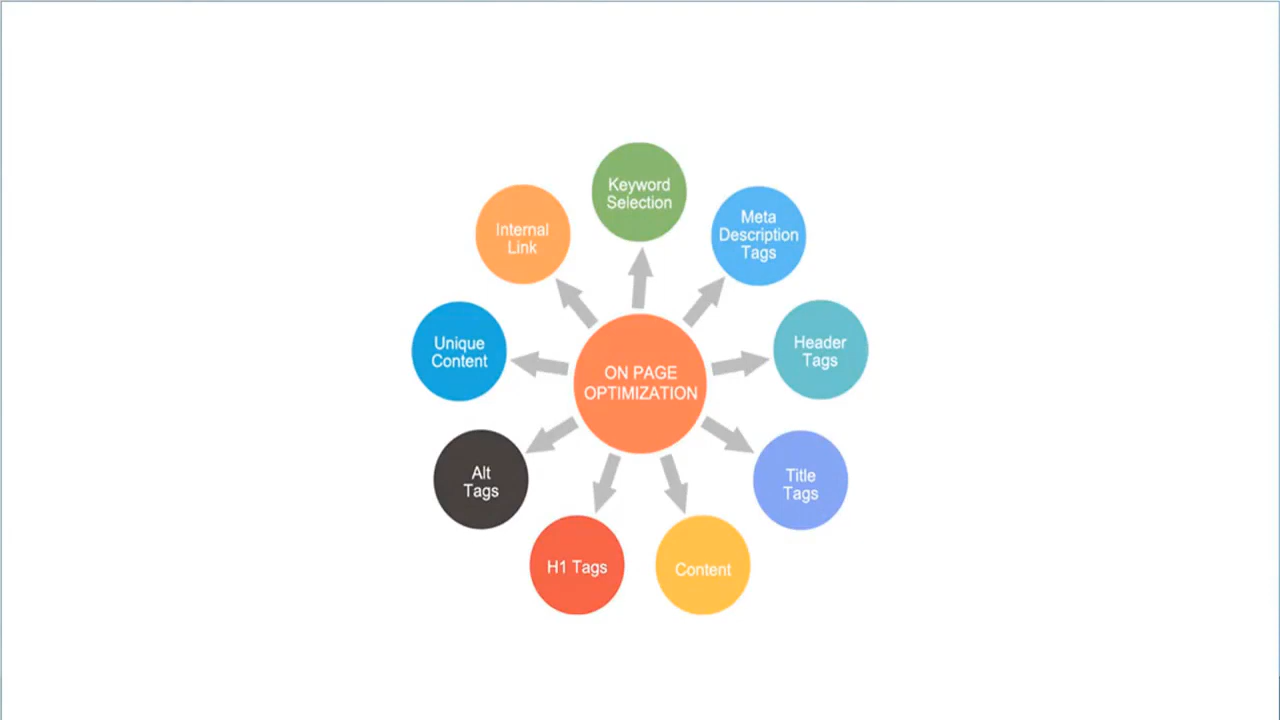 Keyword
Selection
Meta
Description
Tags
Internal
Link
Header
Tags
Unique
Content
ON PAGE
OPTIMIZATION
Alt
Tags
Title
Tags
H1 Tags
Content